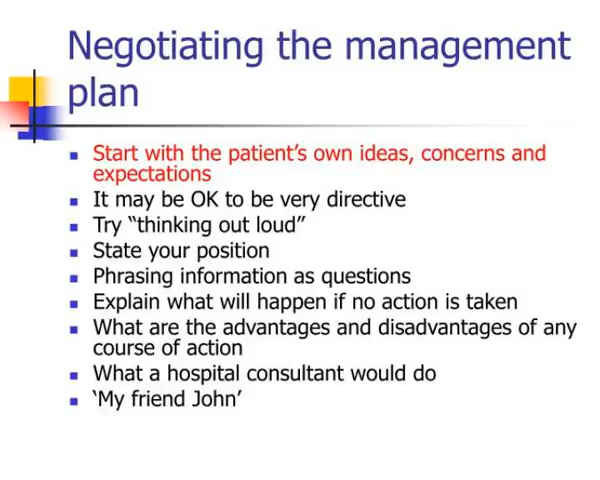 Negotiating the management
plan
Start with the patient’s own ideas, concerns and
expectations
It may be OK to be very directive
Try “thinking out loud”
State your position
Phrasing information as questions
Explain what will happen if no action is taken
What are the advantages and disadvantages of any
course of action
What a hospital consultant would do
‘My friend John’